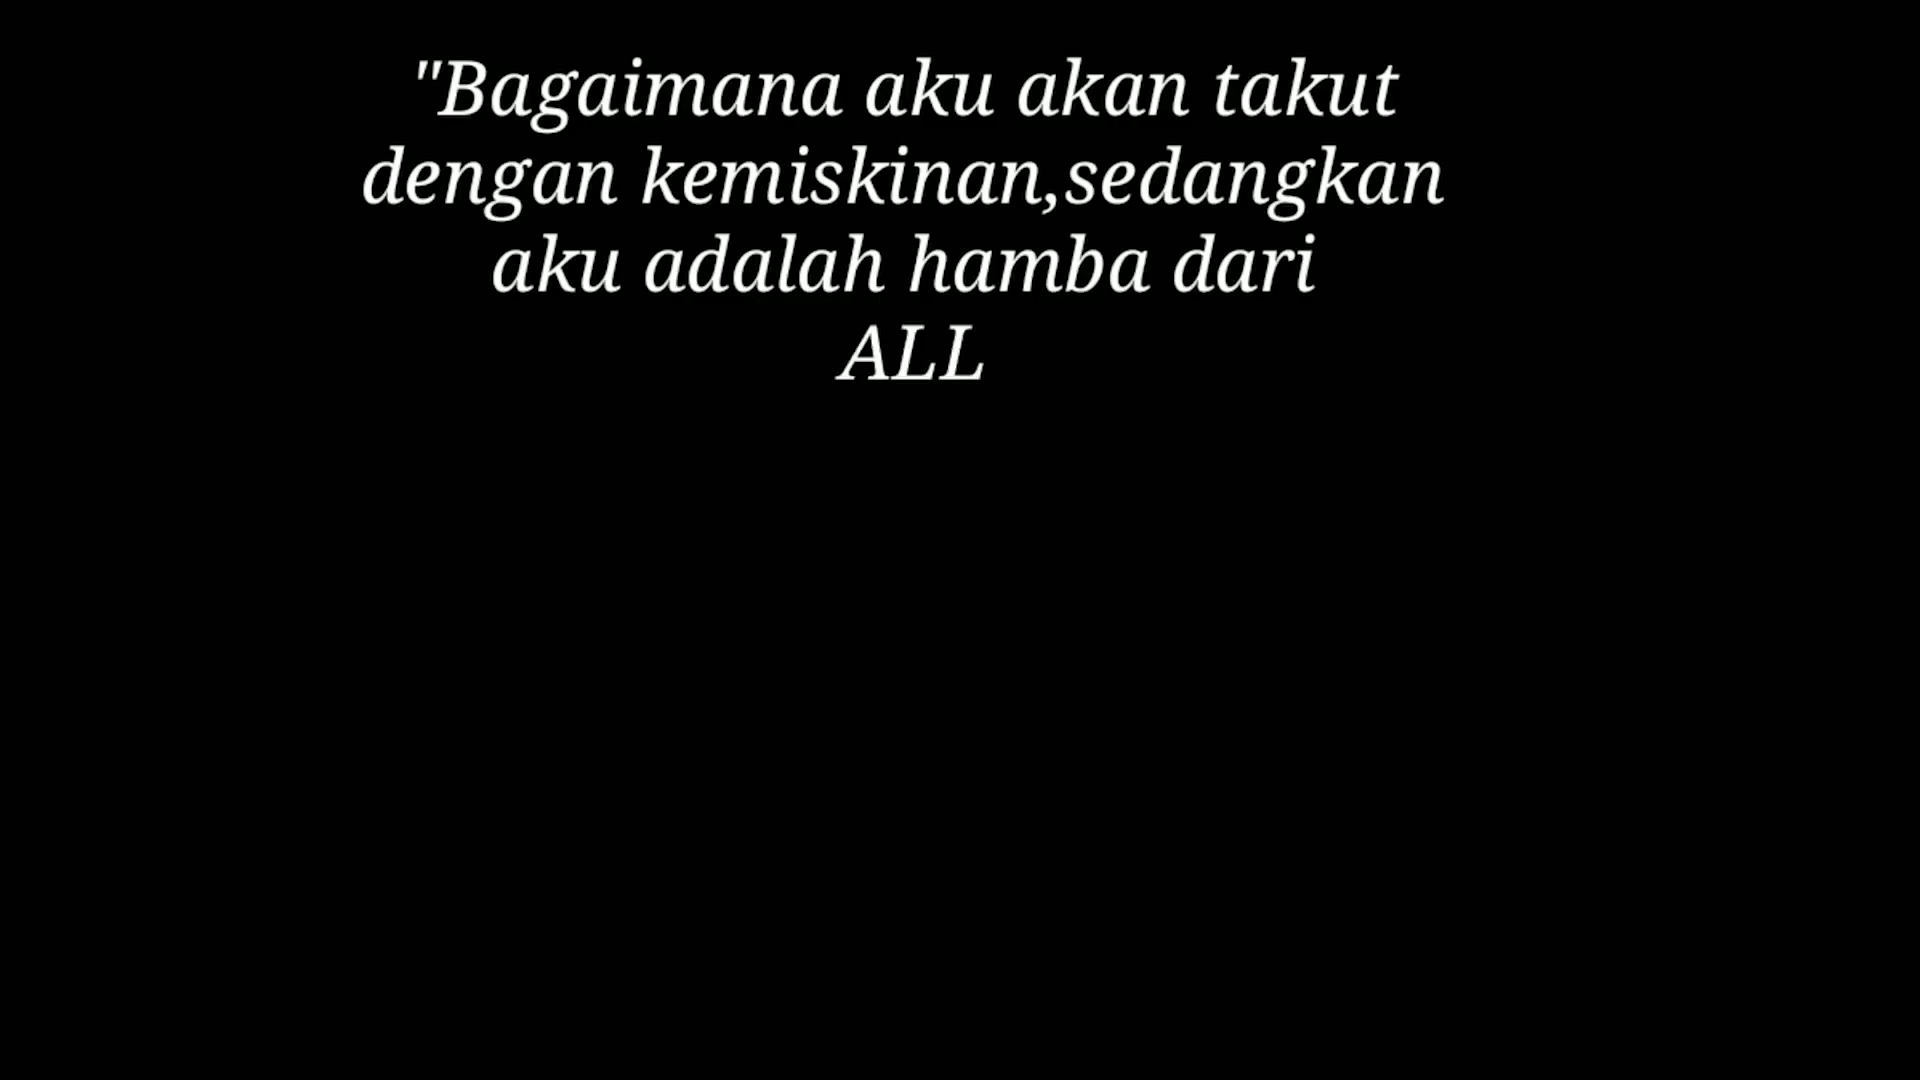 "Bagaimana aku akan takut
dengan kemiskinan,sedangkan
aku adalah hamba dari
ALL